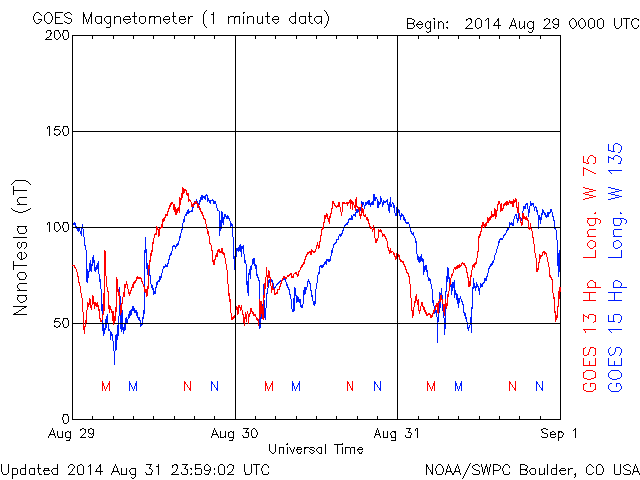 GOES Magnetometer (1 minute data)
Begin: 2014 Aug 29 0000 UTC
200
150
100
50
0
NanoTesla (nT)
M M N N M M N N M M N N
Aug 29 Aug 30 Aug 31 Sep 1
Universal Time
GOES 13 Hp Long. W 75
GOES 15 Hp Long. W 135
Updated 2014 Aug 31 23:59:02 UTC
NOAA/SWPC Boulder, CO USA